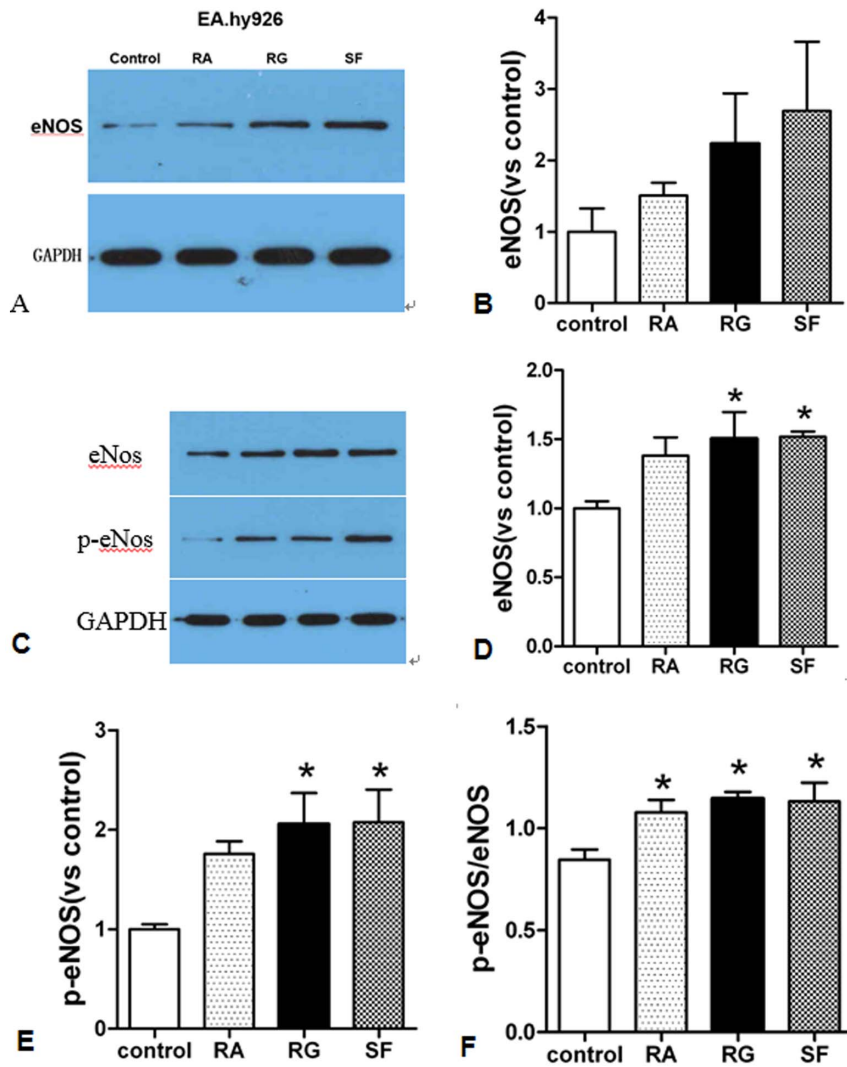 EA.hy926
Control RA RG SF
eNOS
GAPDH
A
eNOS(vs control)
4
3
2
1
0
control RA RG SF
B
eNos
p-eNos
GAPDH
C
eNOS(vs control)
2.0
1.5
1.0
0.5
0.0
* *
control RA RG SF
D
p-eNOS(vs control)
3
2
1
0
* *
control RA RG SF
E
p-eNOS/eNOS
1.5
1.0
0.5
0.0
* * *
control RA RG SF
F